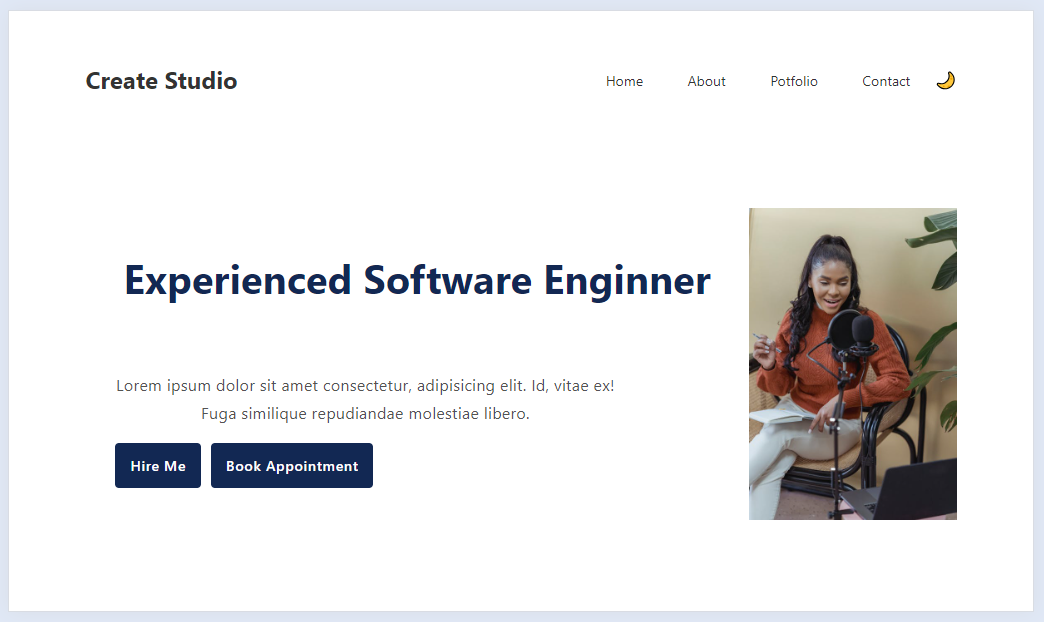 Create Studio
Home About Potfolio Contact
Experienced Software Enginner
Lorem ipsum dolor sit amet consectetur, adipisicing elit. Id, vitae ex!
Fuga similique repudiandae molestiae libero.
Hire Me Book Appointment